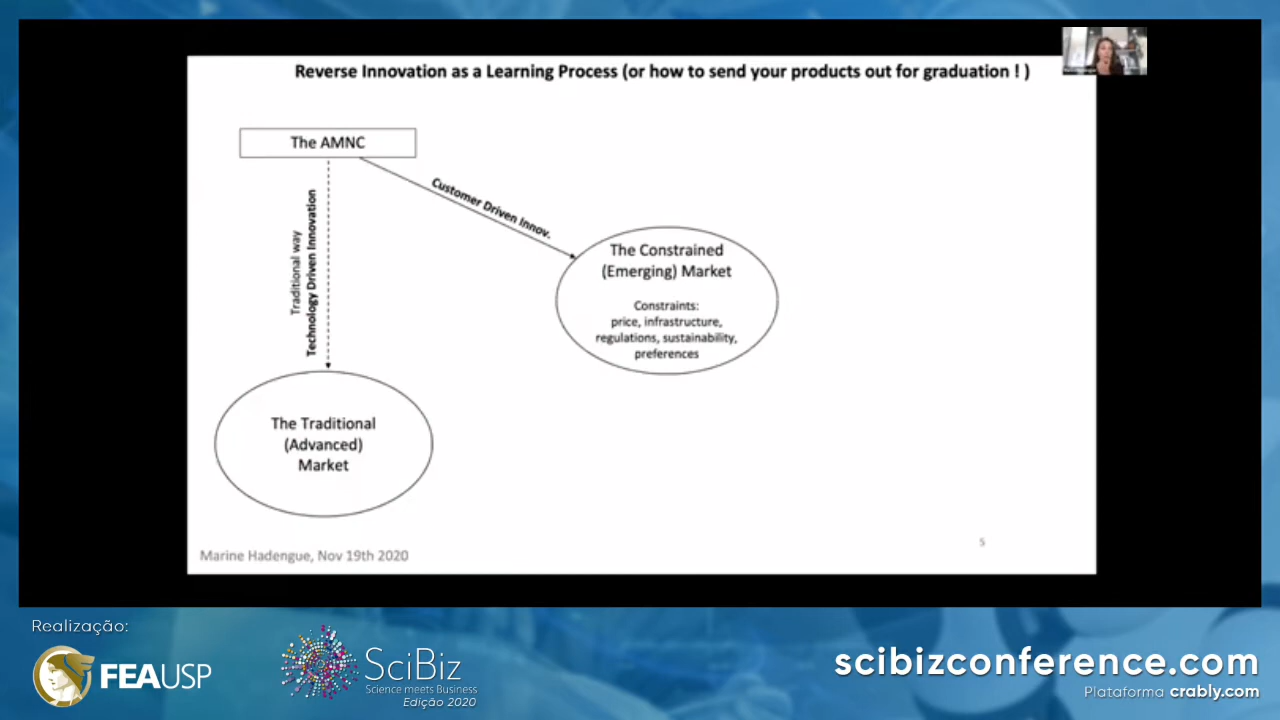 Reverse Innovation as a Learning Process (or how to send your products out for graduation ! )
The AMNC
Customer Driven Innov.
Traditional way
Technology Driven Innovation
The Constrained
(Emerging) Market
Constraints:
price, infrastructure,
regulations, sustainability,
preferences
The Traditional
(Advanced)
Market
Marine Hadengue, Nov 19th 2020
5
Realização:
FEAUSP
SciBiz
Science meets Business
Edição 2020
scibizconference.com
Plataforma crably.com